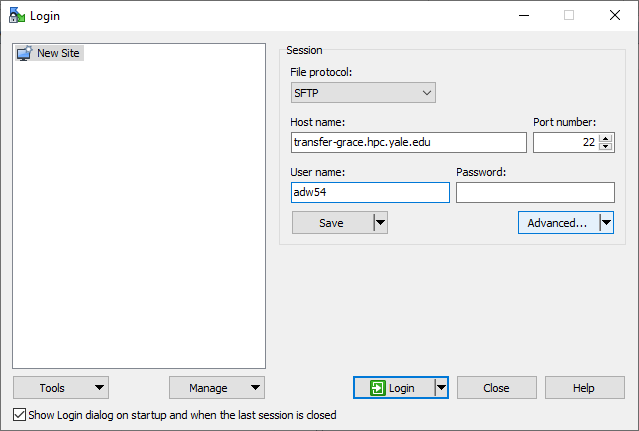 Login
New Site
Session
File protocol:
SFTP
Host name:
Port number:
transfer-grace.hpc.yale.edu
22
User name:
Password:
adw54
Save
Advanced...
Tools
Manage
Login
Close
Help
Show Login dialog on startup and when the last session is closed